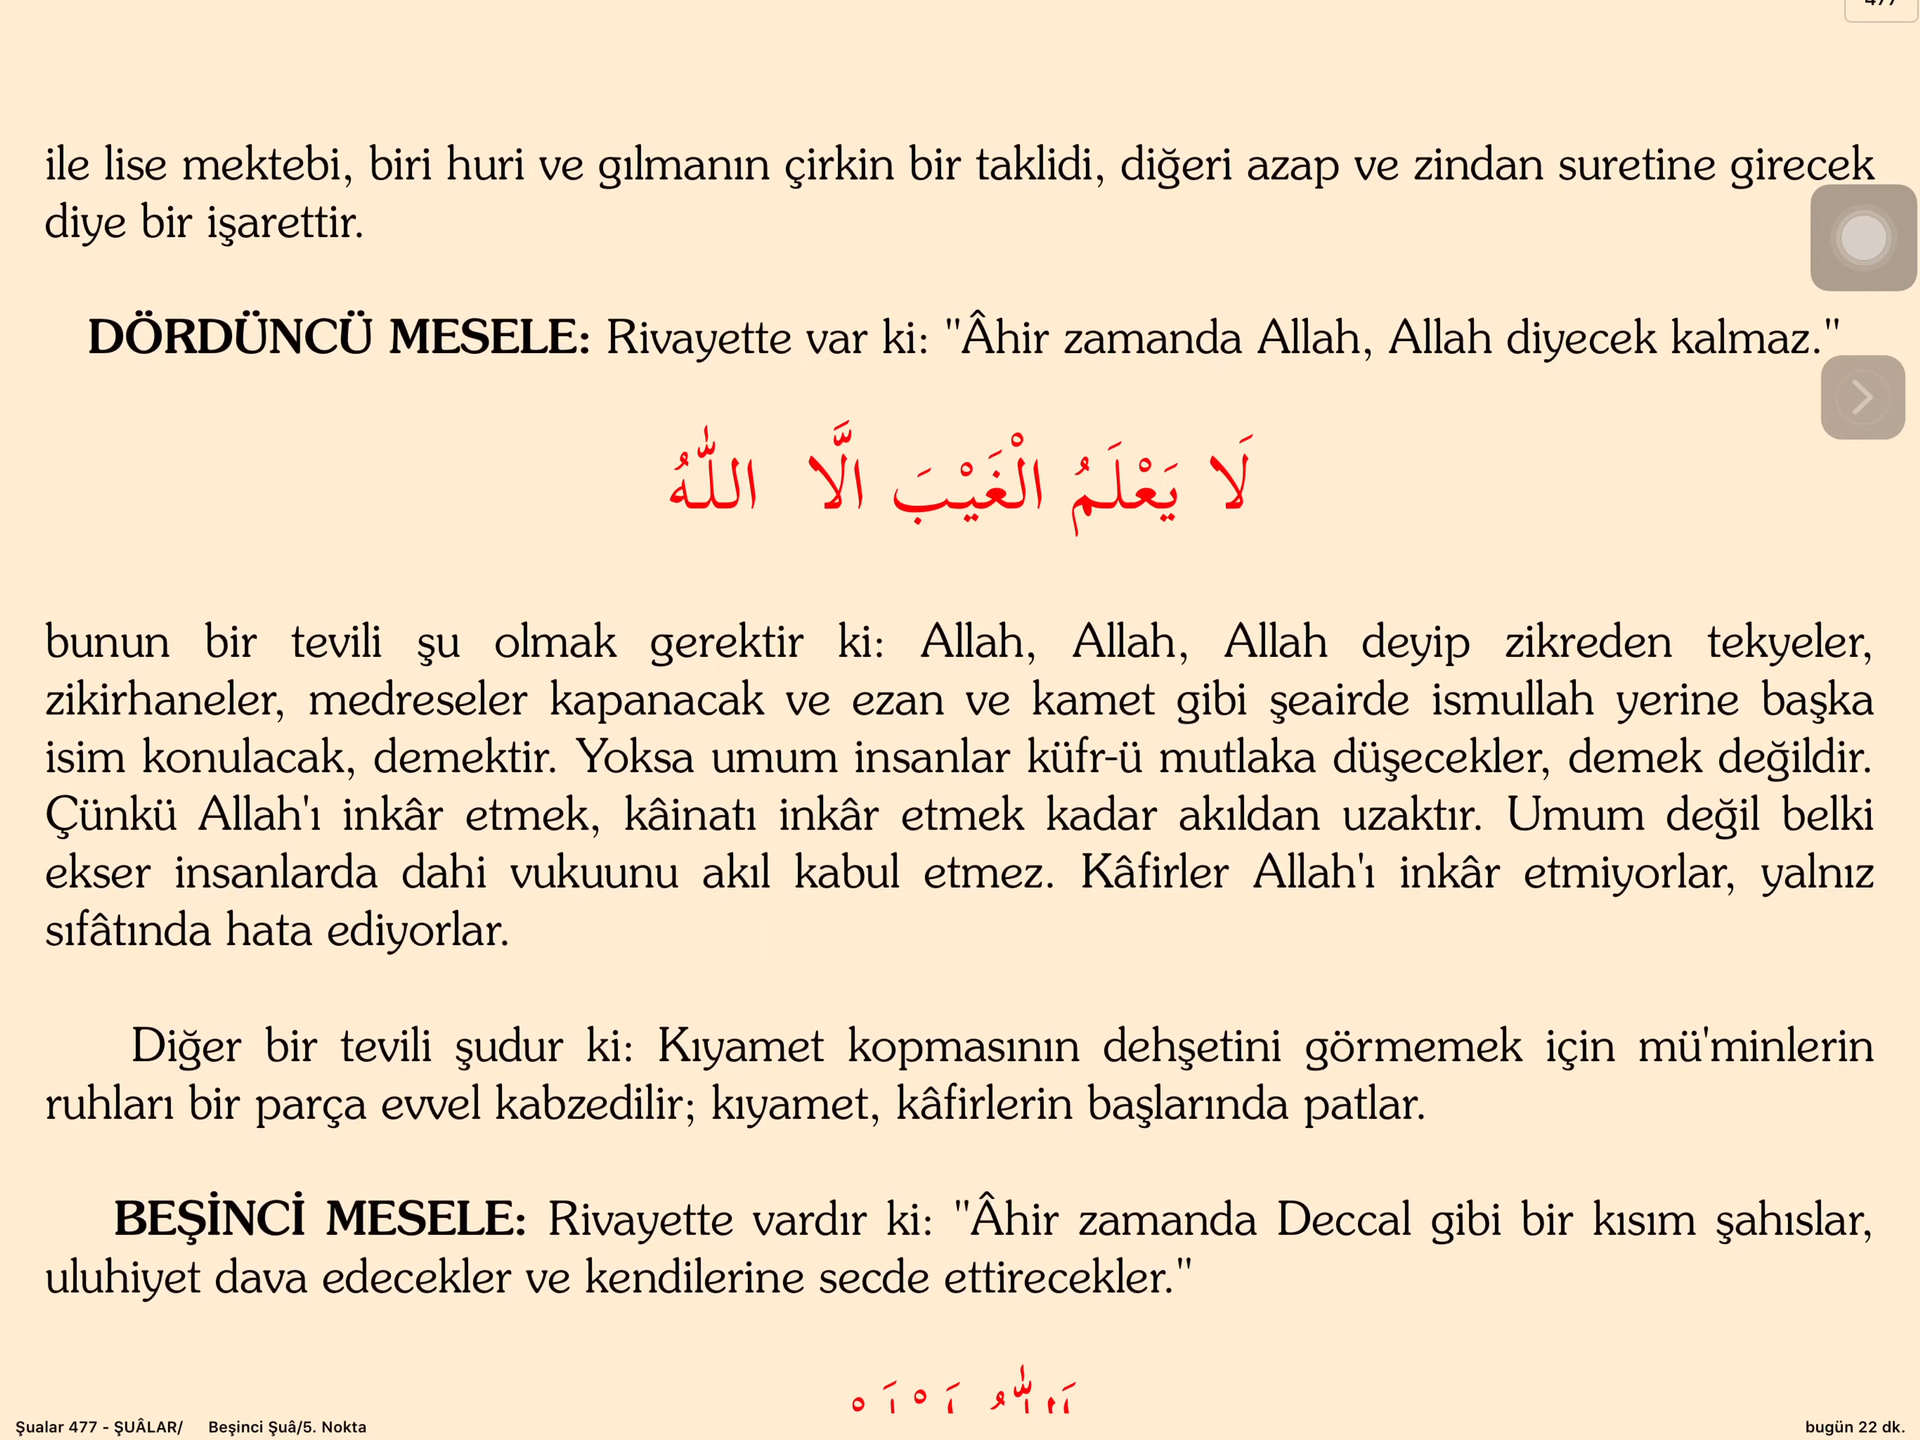 477
ile lise mektebi, biri huri ve gılmanın çirkin bir taklidi, diğeri azap ve zindan suretine girecek
diye bir işarettir.
DÖRDÜNCÜ MESELE: Rivayette var ki: "Âhir zamanda Allah, Allah diyecek kalmaz."
لَا يَعْلَمُ الْغَيْبَ اِلَّا اللّٰهُ
bunun bir tevili şu olmak gerektir ki: Allah, Allah, Allah deyip zikreden tekyeler,
zikirhaneler, medreseler kapanacak ve ezan ve kamet gibi şeairde ismullah yerine başka
isim konulacak, demektir. Yoksa umum insanlar küfr-ü mutlaka düşecekler, demek değildir.
Çünkü Allah'ı inkâr etmek, kâinatı inkâr etmek kadar akıldan uzaktır. Umum değil belki
ekser insanlarda dahi vukuunu akıl kabul etmez. Kâfirler Allah'ı inkâr etmiyorlar, yalnız
sıfâtında hata ediyorlar.
Diğer bir tevili şudur ki: Kıyamet kopmasının dehşetini görmemek için mü'minlerin
ruhları bir parça evvel kabzedilir; kıyamet, kâfirlerin başlarında patlar.
BEŞİNCİ MESELE: Rivayette vardır ki: "Âhir zamanda Deccal gibi bir kısım şahıslar,
uluhiyet dava edecekler ve kendilerine secde ettirecekler."
Şualar 477 - ŞUÂLAR/ Beşinci Şuâ/5. Nokta bugün 22 dk.